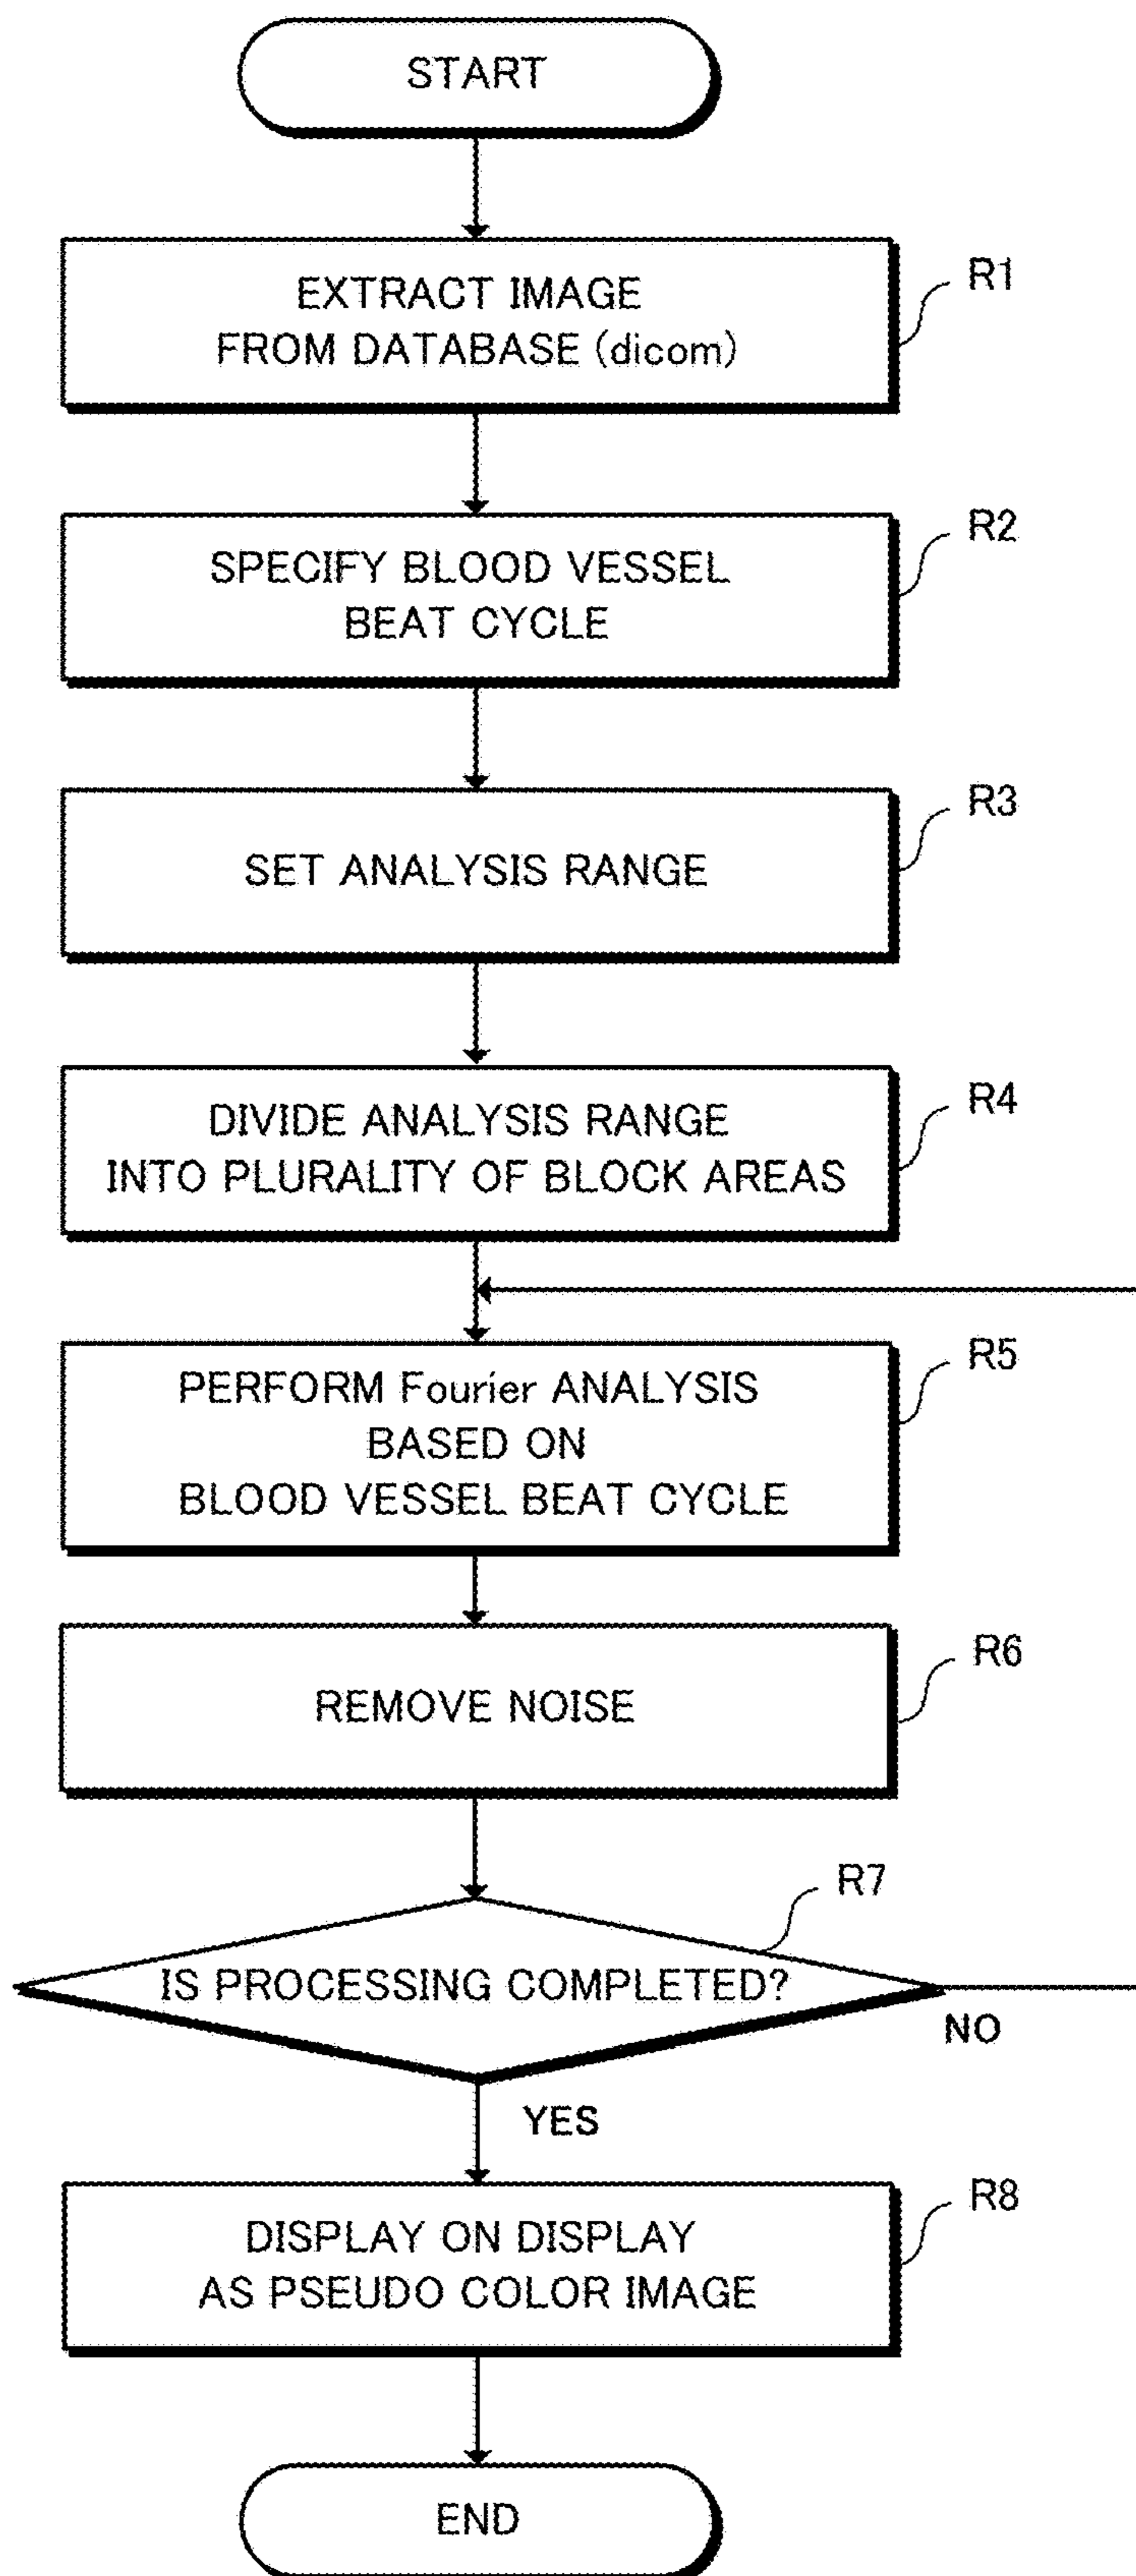 START
EXTRACT IMAGE
FROM DATABASE (dicom)
R1
SPECIFY BLOOD VESSEL
BEAT CYCLE
R2
SET ANALYSIS RANGE
R3
DIVIDE ANALYSIS RANGE
INTO PLURALITY OF BLOCK AREAS
R4
PERFORM Fourier ANALYSIS
BASED ON
BLOOD VESSEL BEAT CYCLE
R5
REMOVE NOISE
R6
IS PROCESSING COMPLETED?
R7
NO
YES
DISPLAY ON DISPLAY
AS PSEUDO COLOR IMAGE
R8
END